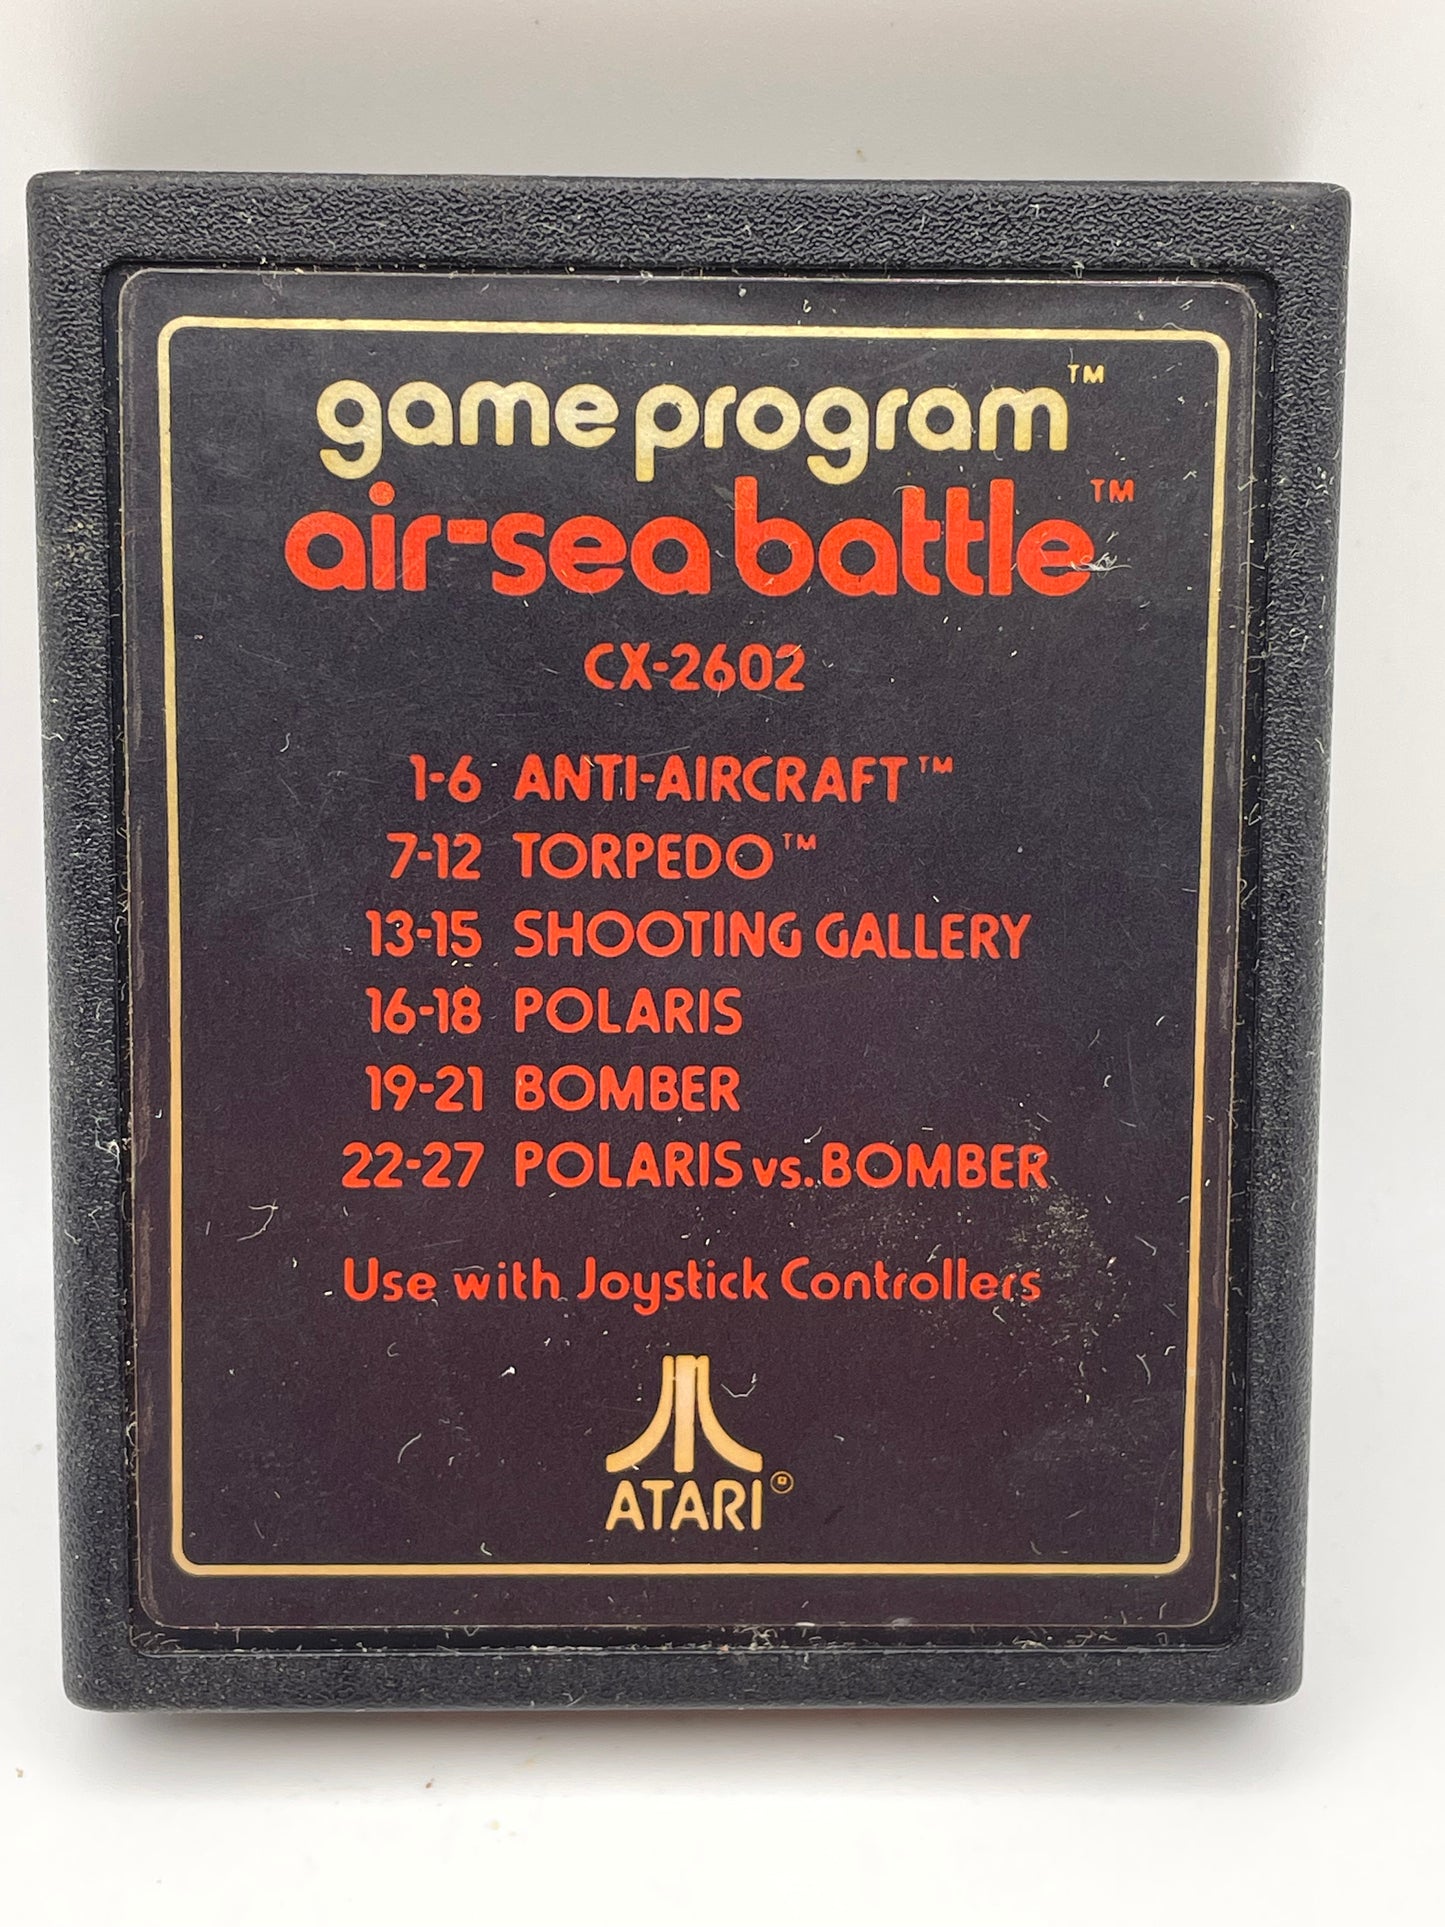 game program™
air-sea battle™
CX-2602
1-6 ANTI-AIRCRAFT™
7-12 TORPEDO™
13-15 SHOOTING GALLERY
16-18 POLARIS
19-21 BOMBER
22-27 POLARIS vs. BOMBER
Use with Joystick Controllers
ATARI®